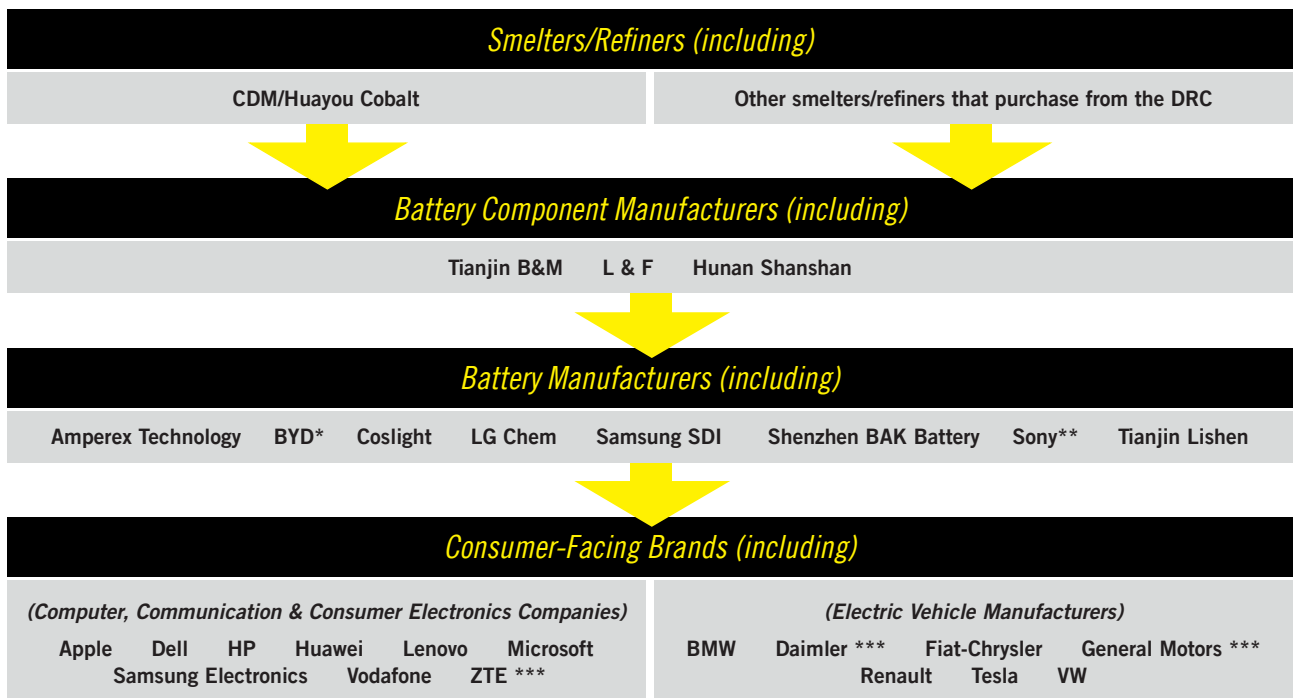 Smelters/Refiners (including)
CDM/Huayou Cobalt
Other smelters/refiners that purchase from the DRC
Battery Component Manufacturers (including)
Tianjin B&M L & F Hunan Shanshan
Battery Manufacturers (including)
Amperex Technology BYD* Coslight LG Chem Samsung SDI Shenzhen BAK Battery Sony** Tianjin Lishen
Consumer-Facing Brands (including)
(Computer, Communication & Consumer Electronics Companies)
Apple Dell HP Huawei Lenovo Microsoft
Samsung Electronics Vodafone ZTE ***
(Electric Vehicle Manufacturers)
BMW Daimler *** Fiat-Chrysler General Motors ***
Renault Tesla VW